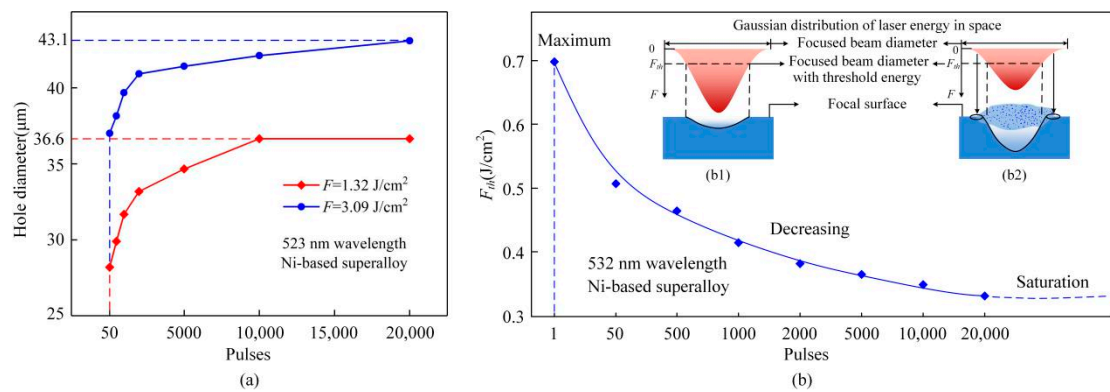 43.1
40
36.6
35
30
25
Hole diameter(μm)
F=1.32 J/cm²
F=3.09 J/cm²
523 nm wavelength
Ni-based superalloy
50
5000
10,000
15,000
20,000
Pulses
(a)
Gaussian distribution of laser energy in space
Maximum
0
Focused beam diameter
0
Fth
Focused beam diameter
with threshold energy
Fth
F
F
Focal surface
(b1)
(b2)
0.7
0.6
0.5
0.4
0.3
Fth(J/cm²)
Decreasing
532 nm wavelength
Ni-based superalloy
Saturation
1
50
500
1000
2000
5000
10,000
20,000
Pulses
(b)